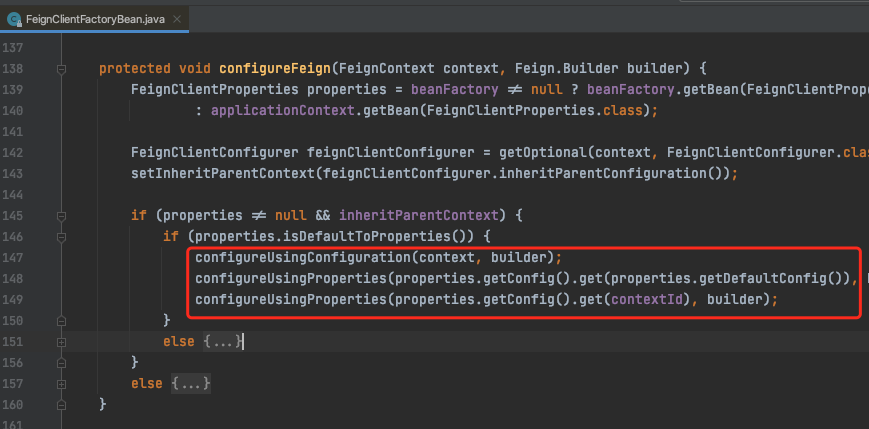 FeignClientFactoryBean.java
137
138 protected void configureFeign(FeignContext context, Feign.Builder builder) {
139 FeignClientProperties properties = beanFactory ≠ null ? beanFactory.getBean(FeignClientProp
140 : applicationContext.getBean(FeignClientProperties.class);
141
142 FeignClientConfigurer feignClientConfigurer = getOptional(context, FeignClientConfigurer.clas
143 setInheritParentContext(feignClientConfigurer.inheritParentConfiguration());
144
145 if (properties ≠ null && inheritParentContext) {
146 if (properties.isDefaultToProperties()) {
147 configureUsingConfiguration(context, builder);
148 configureUsingProperties(properties.getConfig().get(properties.getDefaultConfig()),
149 configureUsingProperties(properties.getConfig().get(contextId), builder);
150 }
151 else {...}
156 }
157 else {...}
160 }
161